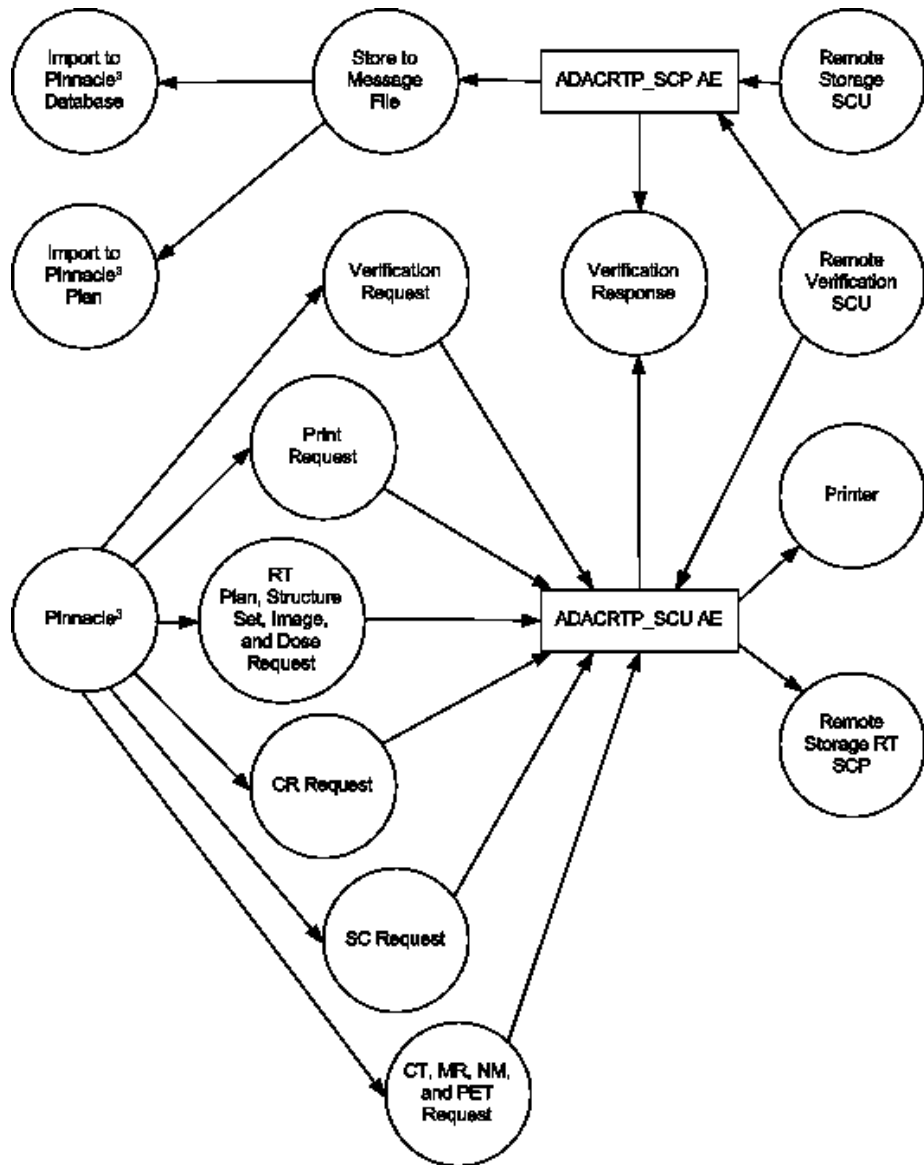 Import to
Pinnacle³
Database
Store to
Message
File
ADACRTP_SCP AE
Remote
Storage
SCU
Import to
Pinnacle³
Plan
Verification
Request
Verification
Response
Remote
Verification
SCU
Print
Request
Printer
Pinnacle³
RT
Plan, Structure
Set, Image,
and Dose
Request
ADACRTP_SCU AE
Remote
Storage RT
SCP
CR Request
SC Request
CT, MR, NM,
and PET
Request